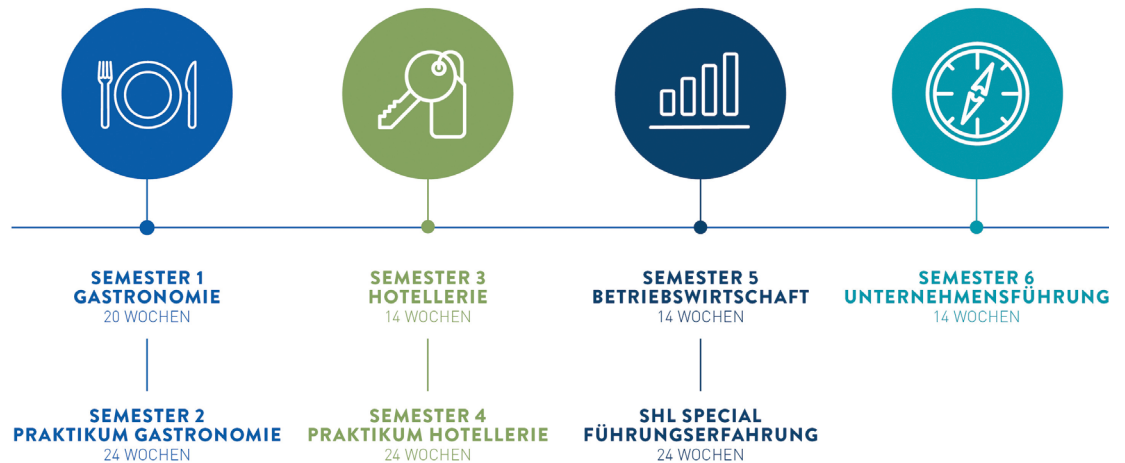 SEMESTER 1
GASTRONOMIE
20 WOCHEN
SEMESTER 2
PRAKTIKUM GASTRONOMIE
24 WOCHEN
SEMESTER 3
HOTELLERIE
14 WOCHEN
SEMESTER 4
PRAKTIKUM HOTELLERIE
24 WOCHEN
SEMESTER 5
BETRIEBSWIRTSCHAFT
14 WOCHEN
SHL SPECIAL
FÜHRUNGSERFAHRUNG
24 WOCHEN
SEMESTER 6
UNTERNEHMENSFÜHRUNG
14 WOCHEN